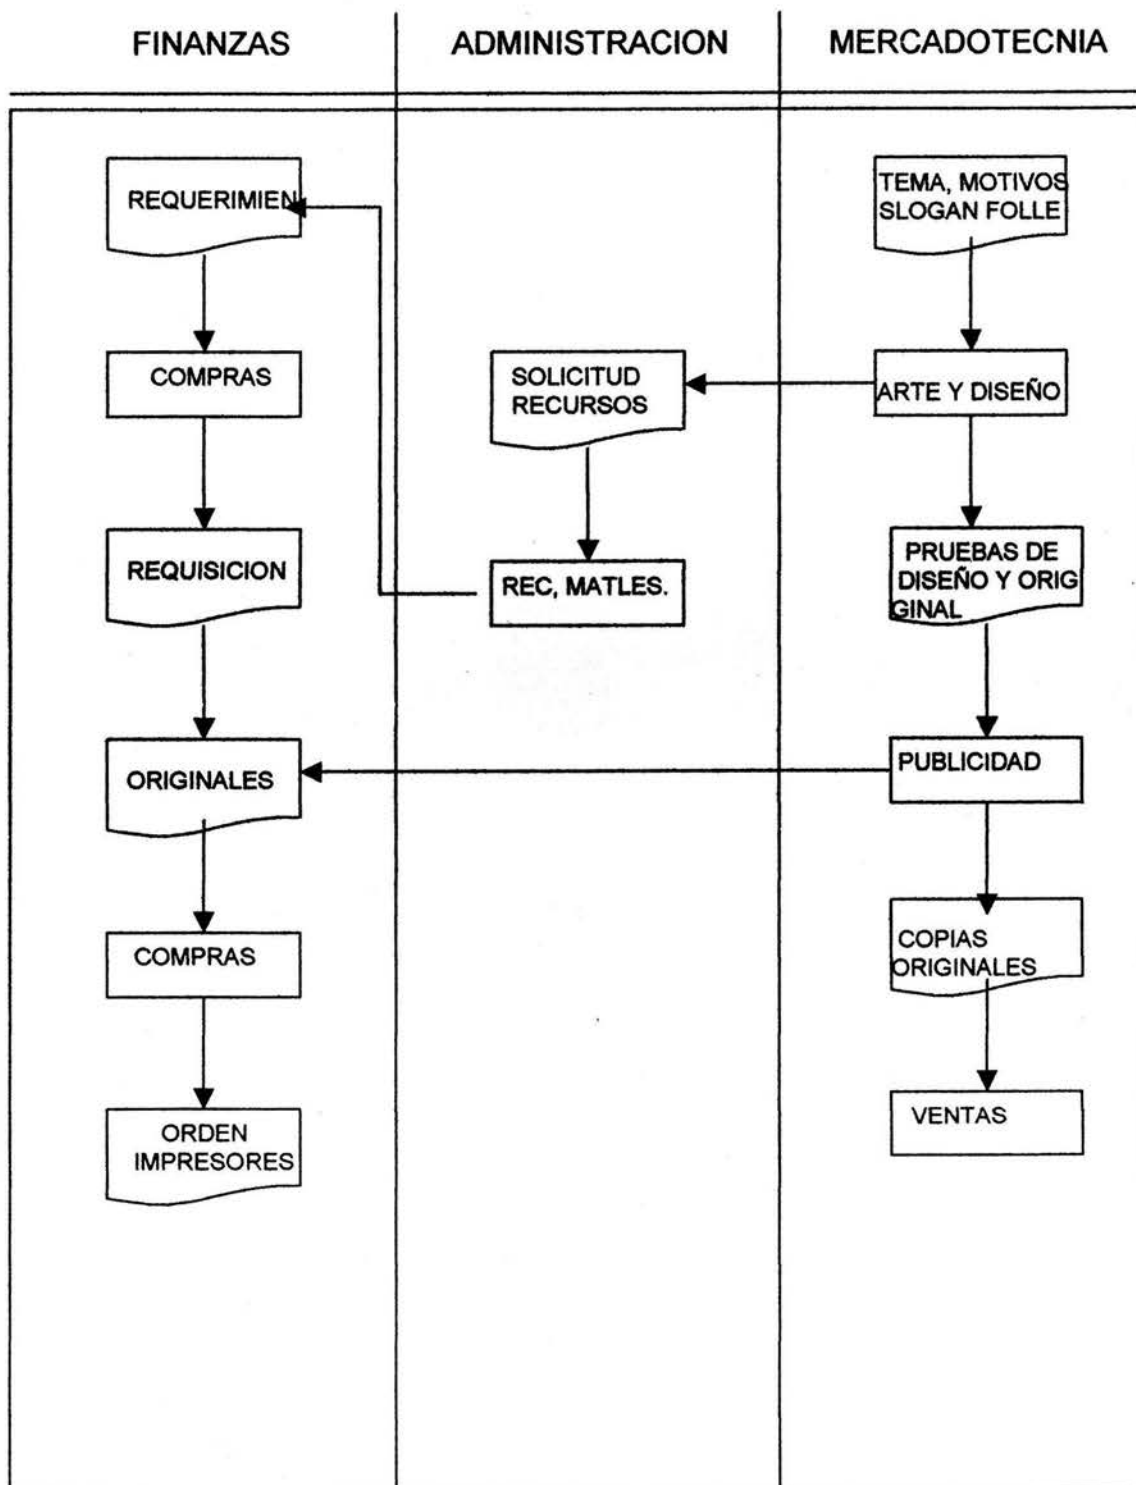 FINANZAS
ADMINISTRACION
MERCADOTECNIA
REQUERIMIEN
COMPRAS
REQUISICION
ORIGINALES
COMPRAS
ORDEN
IMPRESORES
SOLICITUD
RECURSOS
REC, MATLES.
TEMA, MOTIVOS
SLOGAN FOLLE
ARTE Y DISEÑO
PRUEBAS DE
DISEÑO Y ORIG
GINAL
PUBLICIDAD
COPIAS
ORIGINALES
VENTAS